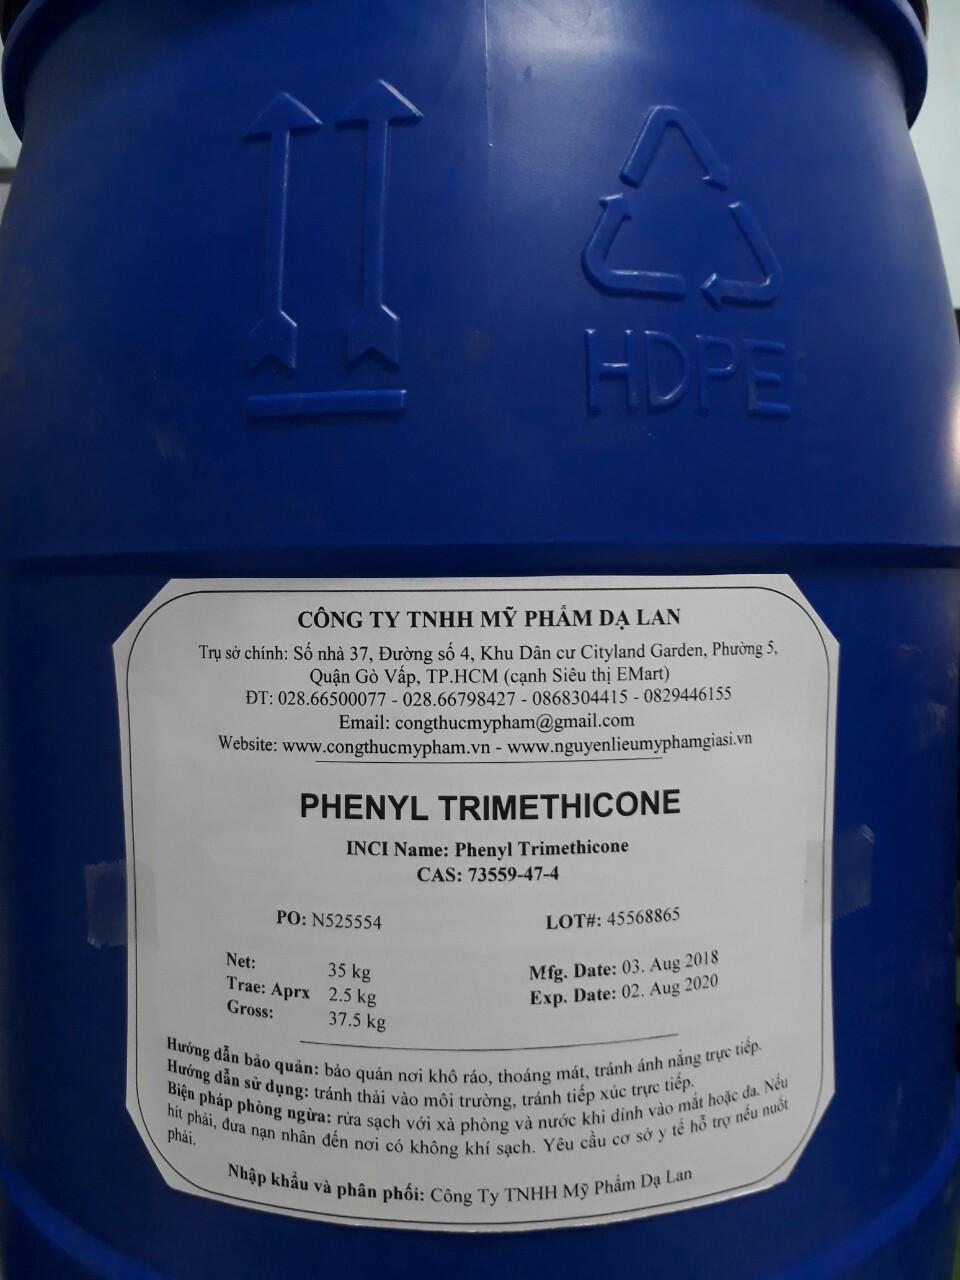 HDPE
CÔNG TY TNHH MỸ PHẨM DẠ LAN
Trụ sở chính: Số nhà 37, Đường số 4, Khu Dân cư Cityland Garden, Phường 5,
Quận Gò Vấp, TP.HCM (cạnh Siêu thị EMart)
ĐT: 028.66500077 - 028.66798427 - 0868304415 - 0829446155
Email: congthucmypham@gmail.com
Website: www.congthucmypham.vn - www.nguyenlieumyphamgiasi.vn
PHENYL TRIMETHICONE
INCI Name: Phenyl Trimethicone
CAS: 73559-47-4
PO: N525554 LOT#: 45568865
Net: 35 kg Mfg. Date: 03. Aug 2018
Trae: Aprx 2.5 kg Exp. Date: 02. Aug 2020
Gross: 37.5 kg
Hướng dẫn bảo quản: bảo quản nơi khô ráo, thoáng mát, tránh ánh nắng trực tiếp.
Hướng dẫn sử dụng: tránh thải vào môi trường, tránh tiếp xúc trực tiếp.
Biện pháp phòng ngừa: rửa sạch với xà phòng và nước khi dính vào mắt hoặc da. Nếu
hít phải, đưa nạn nhân đến nơi có không khí sạch. Yêu cầu cơ sở y tế hỗ trợ nếu nuốt
phải.
Nhập khẩu và phân phối: Công Ty TNHH Mỹ Phẩm Dạ Lan